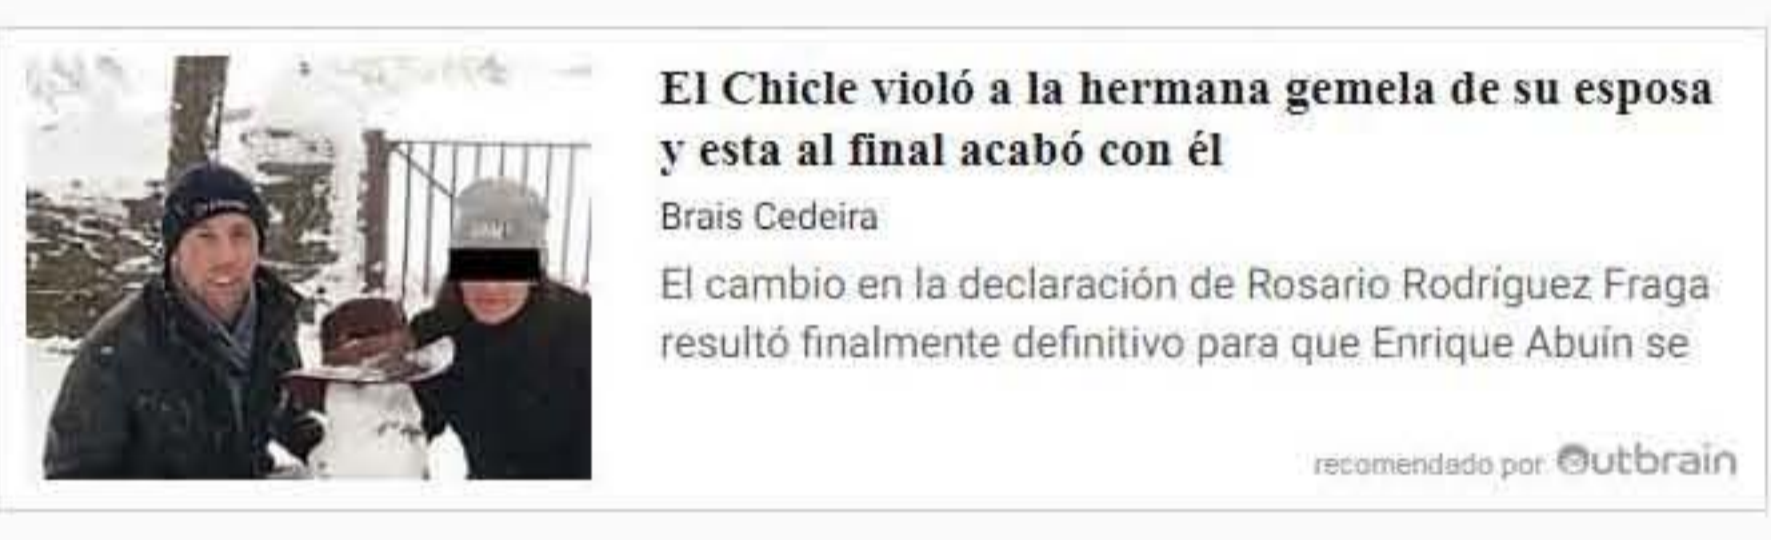 El Chicle violó a la hermana gemela de su esposa
y esta al final acabó con él
Brais Cedeira
El cambio en la declaración de Rosario Rodríguez Fraga
resultó finalmente definitivo para que Enrique Abuín se
recomendado por Outbrain